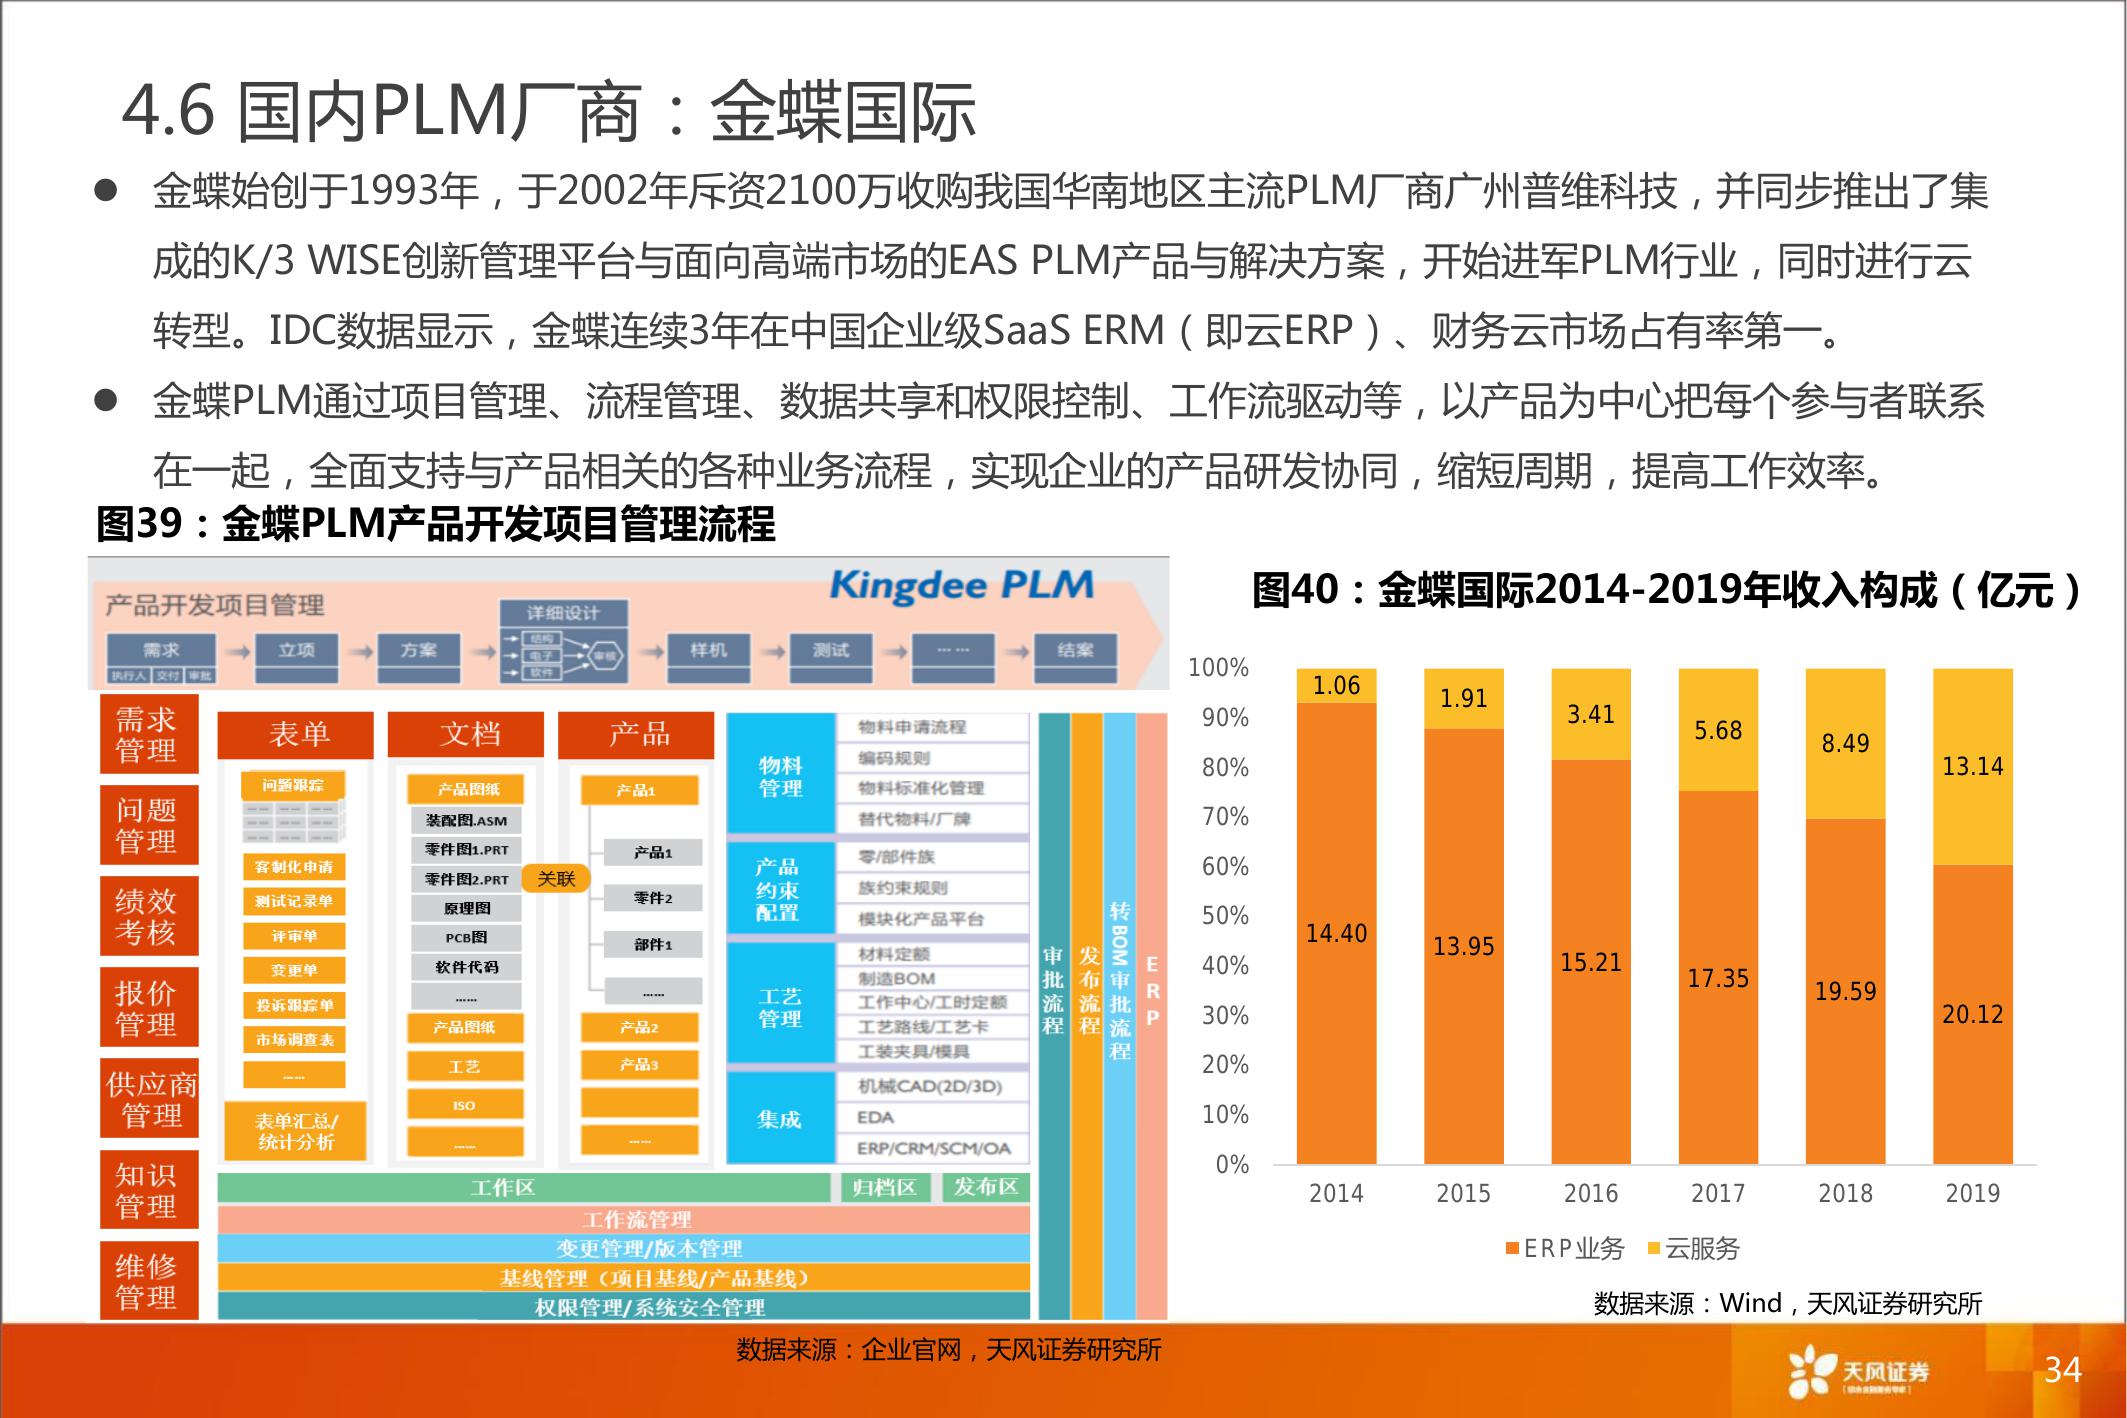 4.6 国内PLM厂商：金蝶国际
● 金蝶始创于1993年，于2002年斥资2100万收购我国华南地区主流PLM厂商广州普维科技，并同步推出了集
成的K/3 WISE创新管理平台与面向高端市场的EAS PLM产品与解决方案，开始进军PLM行业，同时进行云
转型。IDC数据显示，金蝶连续3年在中国企业级SaaS ERM（即云ERP）、财务云市场占有率第一。
● 金蝶PLM通过项目管理、流程管理、数据共享和权限控制、工作流驱动等，以产品为中心把每个参与者联系
在一起，全面支持与产品相关的各种业务流程，实现企业的产品研发协同，缩短周期，提高工作效率。
图39：金蝶PLM产品开发项目管理流程
Kingdee PLM
产品开发项目管理
需求
执行人 交付 审批
立项
方案
详细设计
结构
电子
软件
审核
样机
测试
... ...
结案
需求
管理
问题
管理
绩效
考核
报价
管理
供应商
管理
知识
管理
维修
管理
表单
问题跟踪
客制化申请
测试记录单
评审单
变更单
投诉跟踪单
市场调查表
......
表单汇总/
统计分析
文档
产品图纸
装配图.ASM
零件图1.PRT
零件图2.PRT
原理图
PCB图
软件代码
......
产品图纸
工艺
ISO
......
关联
产品
产品1
产品1
零件2
部件1
......
产品2
产品3
......
物料
管理
物料申请流程
编码规则
物料标准化管理
替代物料/厂牌
产品
约束
配置
零/部件族
族约束规则
模块化产品平台
工艺
管理
材料定额
制造BOM
工作中心/工时定额
工艺路线/工艺卡
工装夹具/模具
集成
机械CAD(2D/3D)
EDA
ERP/CRM/SCM/OA
审批流程
发布流程
转BOM审批流程
ERP
工作区
归档区
发布区
工作流管理
变更管理/版本管理
基线管理（项目基线/产品基线）
权限管理/系统安全管理
数据来源：企业官网，天风证券研究所
图40：金蝶国际2014-2019年收入构成（亿元）
100%
90%
80%
70%
60%
50%
40%
30%
20%
10%
0%
1.06
1.91
3.41
5.68
8.49
13.14
14.40
13.95
15.21
17.35
19.59
20.12
2014 2015 2016 2017 2018 2019
ERP业务 云服务
数据来源：Wind，天风证券研究所
天风证券
34